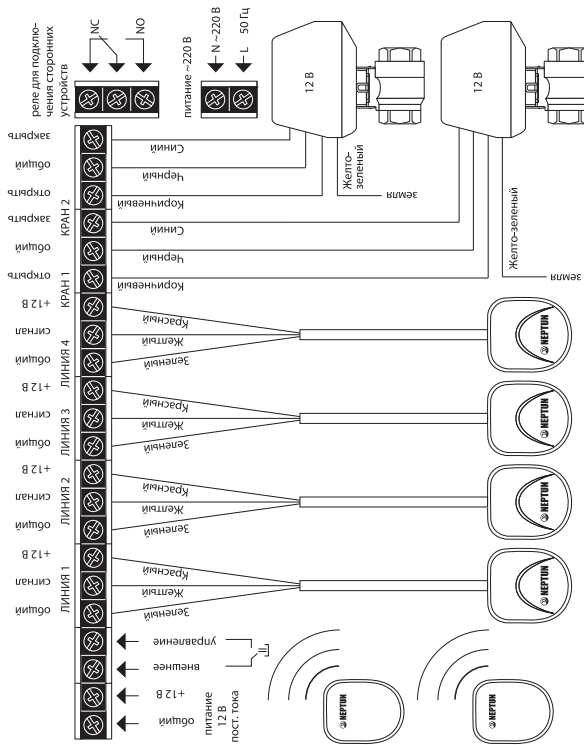 реле для подклю-
чения сторонних
устройств
NC
NO
питание ~220 В
N ~220 В
L 50 Гц
закрыть
общий
открыть
КРАН 2
закрыть
общий
открыть
КРАН 1
+12 В
сигнал
общий
ЛИНИЯ 4
+12 В
сигнал
общий
ЛИНИЯ 3
+12 В
сигнал
общий
ЛИНИЯ 2
+12 В
сигнал
общий
ЛИНИЯ 1
управление
внешнее
+12 В
общий
питание
12 В
пост. тока
Синий
Черный
Коричневый
Синий
Черный
Коричневый
12 В
12 В
Желто-
зеленый
земля
Желто-зеленый
земля
Красный
Желтый
Зеленый
Красный
Желтый
Зеленый
Красный
Желтый
Зеленый
Красный
Желтый
Зеленый
NEPTUN
NEPTUN
NEPTUN
NEPTUN
NEPTUN
NEPTUN